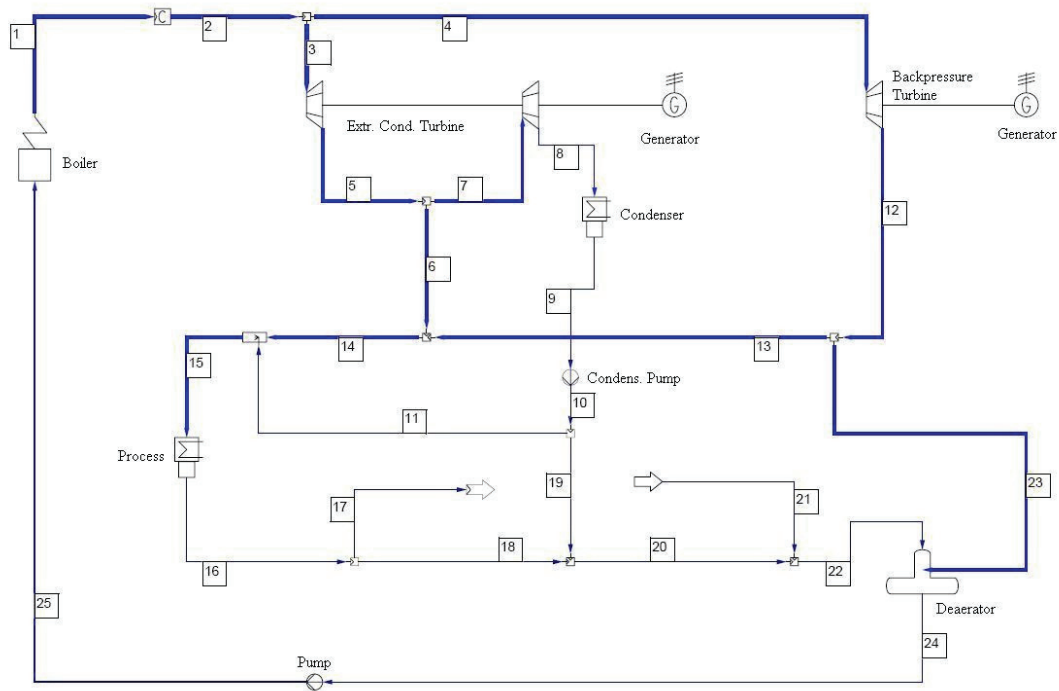 1
C
2
4
3
Backpressure
Turbine
Extr. Cond. Turbine
G
Generator
G
Generator
Boiler
8
5
7
12
Condenser
6
9
14
13
15
Condens. Pump
10
11
Process
19
23
17
21
18
20
16
22
25
Deaerator
24
Pump